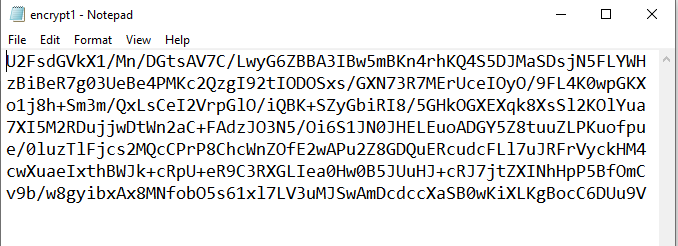 encrypt1 - Notepad
File Edit Format View Help
U2FsdGVkX1/Mn/DGtsAV7C/LwyG6ZBBA3IBw5mBKn4rhKQ4S5DJMaSDsjN5FLYWH
zBiBeR7g03UeBe4PMKc2QzgI92tIODOSxs/GXN73R7MErUceIOyO/9FL4K0wpGKX
o1j8h+Sm3m/QxLsCeI2VrpGlO/iQBK+SZyGbiRI8/5GHkOGXEXqk8XsSl2KOlYua
7XI5M2RDujjwDtWn2aC+FAdzJO3N5/Oi6S1JN0JHELEuoADGY5Z8tuuZLPKuofpu
e/0luzTlFjcs2MQcCPrP8ChcWnZOfE2wAPu2Z8GDQuERcudcFLl7uJRFrVyckHM4
cwXuaeIxthBWJk+cRpU+eR9C3RXGLIea0Hw0B5JUuHJ+cRJ7jtZXINhHpP5BfOmC
v9b/w8gyibxAx8MNfobO5s61xl7LV3uMJSwAmDcdccXaSB0wKiXLKgBocC6DUu9V